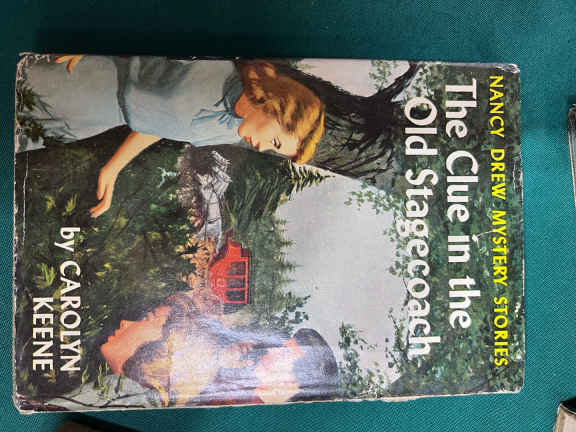 NANCY DREW MYSTERY STORIES
The Clue in the
Old Stagecoach
by CAROLYN
KEENE